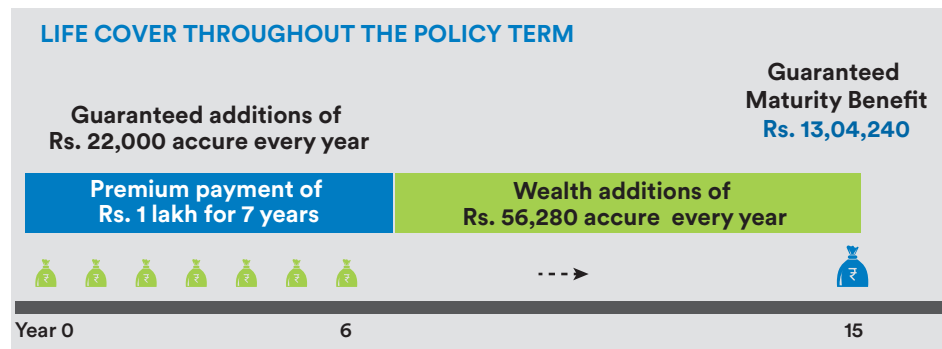 LIFE COVER THROUGHOUT THE POLICY TERM
Guaranteed
Maturity Benefit
Rs. 13,04,240
Guaranteed additions of
Rs. 22,000 accure every year
Premium payment of
Rs. 1 lakh for 7 years
Wealth additions of
Rs. 56,280 accure every year
₹ ₹ ₹ ₹ ₹ ₹ ₹ ₹
Year 0 6 15